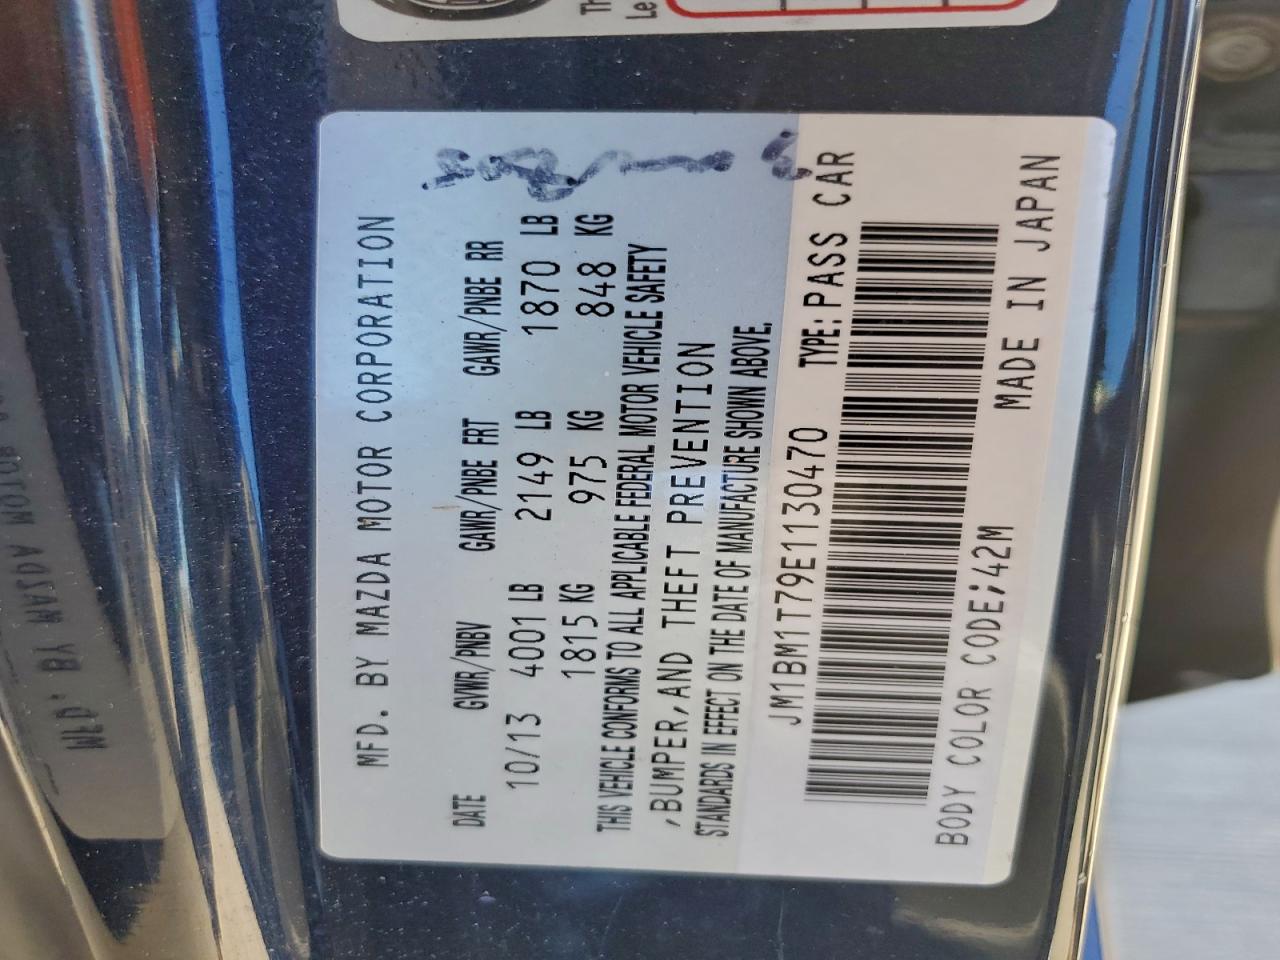 MFD. BY MAZDA MOTOR CORPORATION
DATE GVWR/PNBV GAWR/PNBE FRT GAWR/PNBE RR
10/13 4001 LB 2149 LB 1870 LB
1815 KG 975 KG 848 KG
THIS VEHICLE CONFORMS TO ALL APPLICABLE FEDERAL MOTOR VEHICLE SAFETY
,BUMPER,AND THEFT PREVENTION
STANDARDS IN EFFECT ON THE DATE OF MANUFACTURE SHOWN ABOVE.
JM1BM1T79E1130470 TYPE:PASS CAR
BODY COLOR CODE;42M MADE IN JAPAN